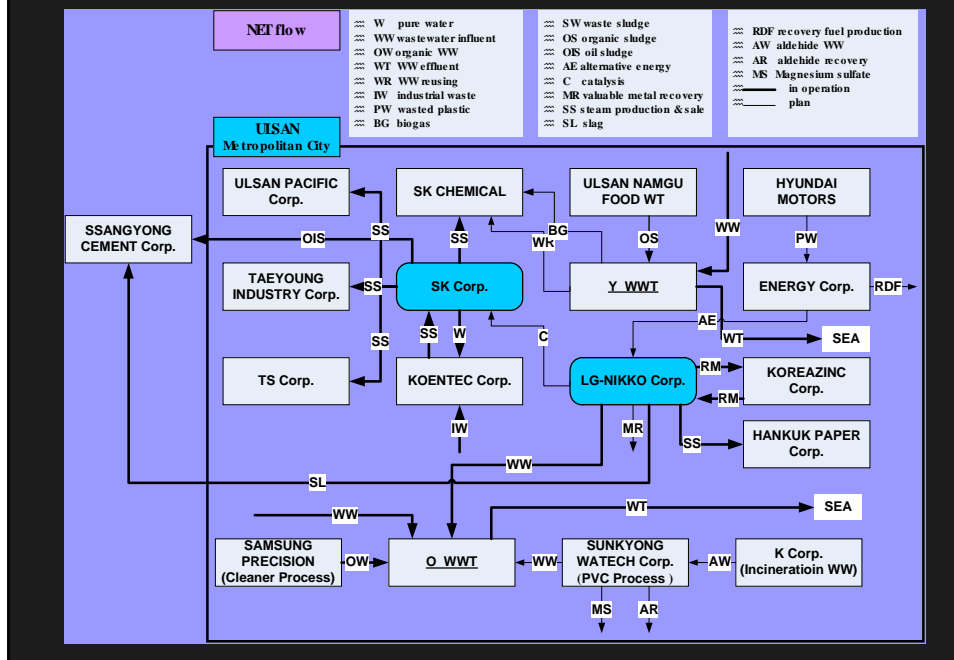 NET flow
W pure water
WW wastewater influent
OW organic WW
WT WW effluent
WR WW reusing
IW industrial waste
PW wasted plastic
BG biogas
SW waste sludge
OS organic sludge
OIS oil sludge
AE alternative energy
C catalysis
MR valuable metal recovery
SS steam production & sale
SL slag
RDF recovery fuel production
AW aldehide WW
AR aldehide recovery
MS Magnesium sulfate
in operation
plan
ULSAN
Metropolitan City
ULSAN PACIFIC
Corp.
SK CHEMICAL
ULSAN NAMGU
FOOD WT
HYUNDAI
MOTORS
SSANGYONG
CEMENT Corp.
OIS
SS
SS
WR
BG
OS
WW
PW
TAEYOUNG
INDUSTRY Corp.
SS
SK Corp.
Y WWT
ENERGY Corp.
RDF
SS
SS
W
C
AE
WT
SEA
TS Corp.
KOENTEC Corp.
LG-NIKKO Corp.
RM
RM
KOREAZINC
Corp.
IW
MR
SS
HANKUK PAPER
Corp.
WW
SL
WW
WT
SEA
SAMSUNG
PRECISION
(Cleaner Process)
OW
O WWT
WW
SUNKYONG
WATECH Corp.
(PVC Process )
AW
K Corp.
(Incineratioin WW)
MS
AR